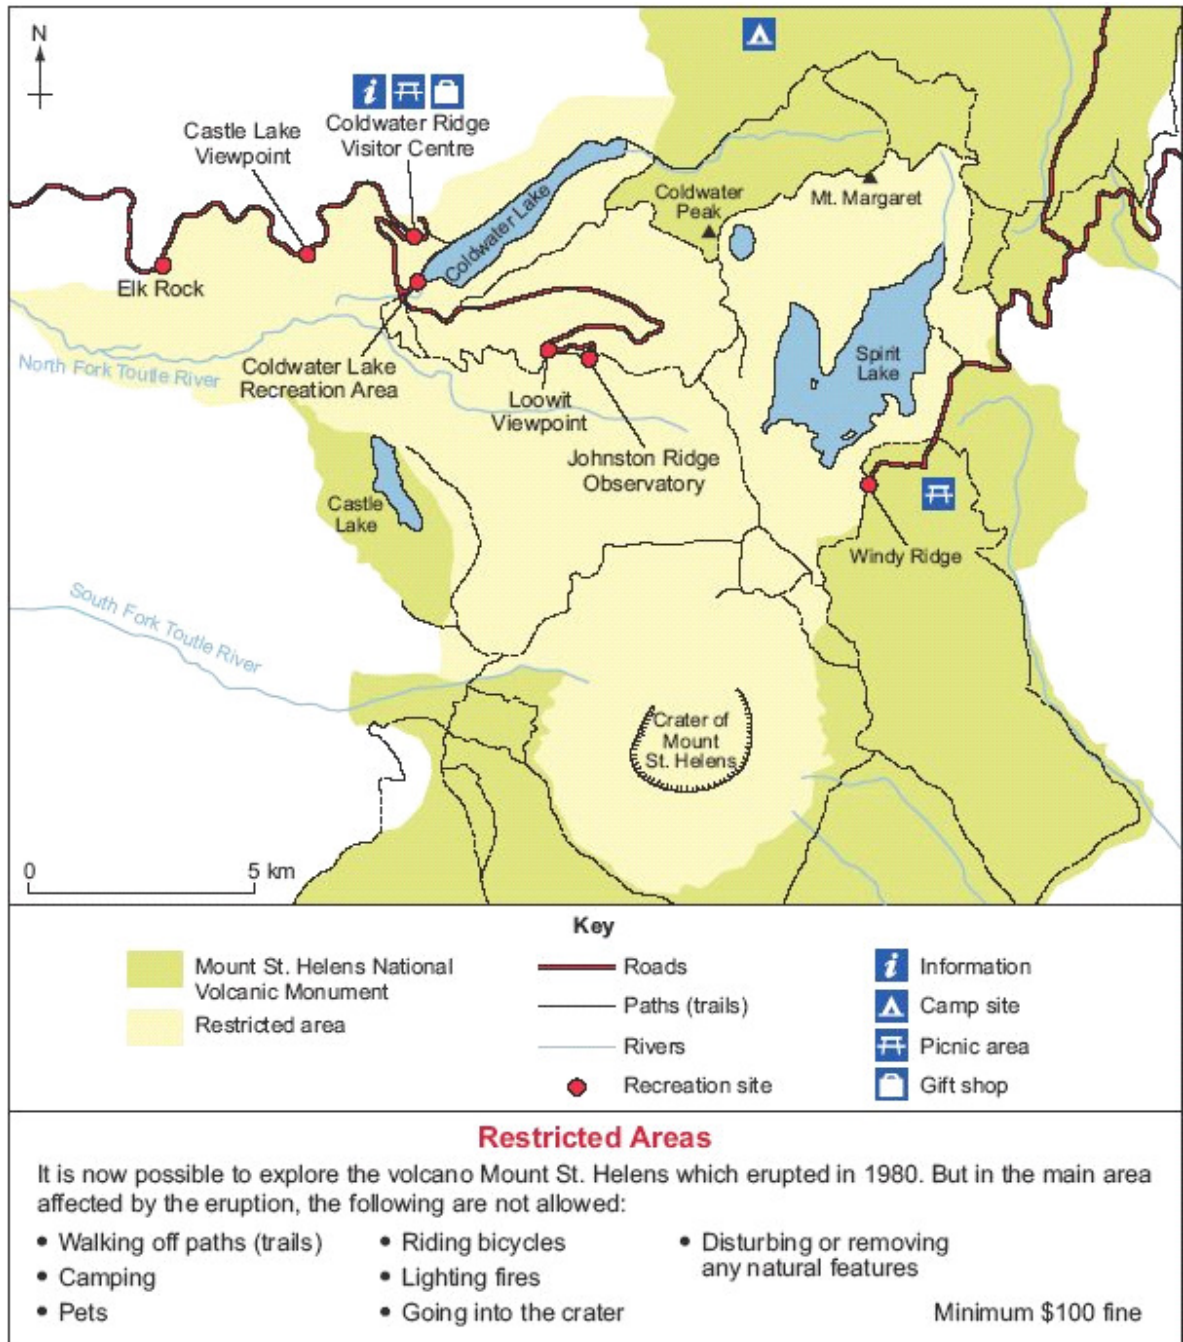 N
Castle Lake
Viewpoint
Coldwater Ridge
Visitor Centre
Coldwater Lake
Coldwater
Peak
Mt. Margaret
Elk Rock
North Fork Toutle River
Coldwater Lake
Recreation Area
Loowit
Viewpoint
Johnston Ridge
Observatory
Spirit
Lake
Castle
Lake
Windy Ridge
South Fork Toutle River
Crater of
Mount
St. Helens
0 5 km
Key
Mount St. Helens National
Volcanic Monument
Restricted area
Roads
Paths (trails)
Rivers
Recreation site
i Information
Camp site
Picnic area
Gift shop
Restricted Areas
It is now possible to explore the volcano Mount St. Helens which erupted in 1980. But in the main area
affected by the eruption, the following are not allowed:
• Walking off paths (trails)
• Camping
• Pets
• Riding bicycles
• Lighting fires
• Going into the crater
• Disturbing or removing
any natural features
Minimum $100 fine